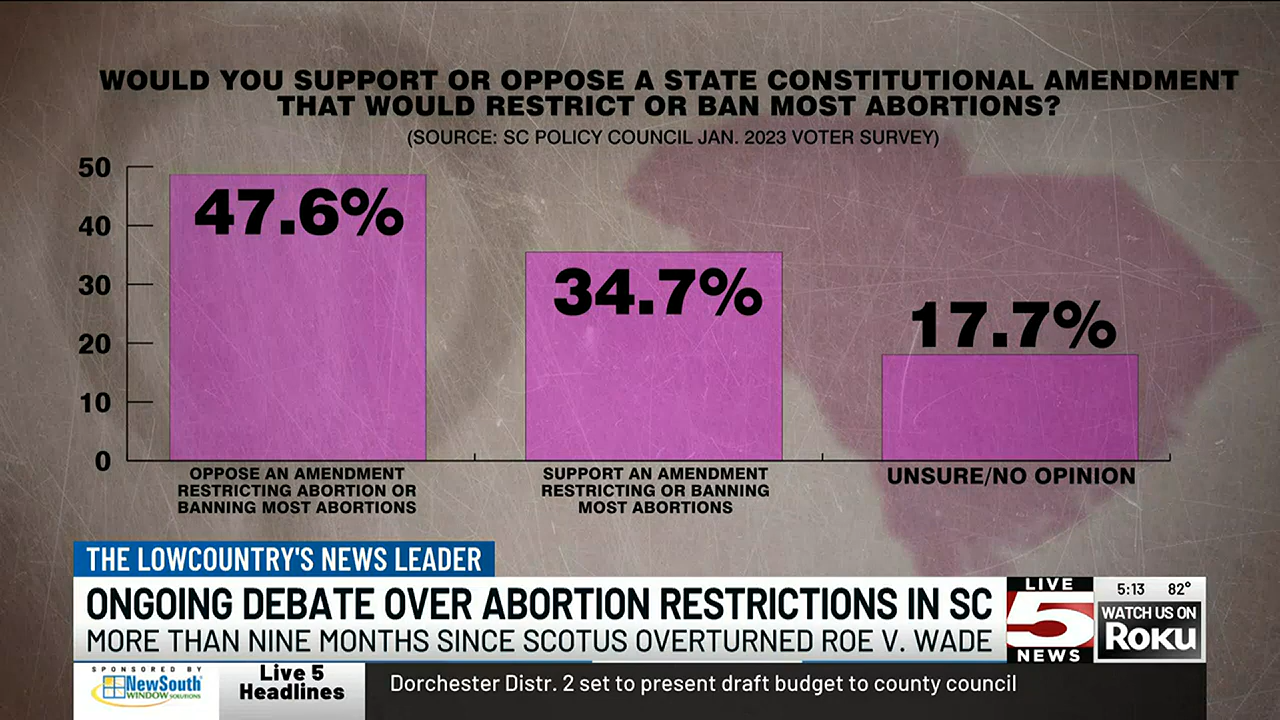 WOULD YOU SUPPORT OR OPPOSE A STATE CONSTITUTIONAL AMENDMENT
THAT WOULD RESTRICT OR BAN MOST ABORTIONS?
(SOURCE: SC POLICY COUNCIL JAN. 2023 VOTER SURVEY)
50
40
30
20
10
0
47.6%
34.7%
17.7%
OPPOSE AN AMENDMENT
RESTRICTING ABORTION OR
BANNING MOST ABORTIONS
SUPPORT AN AMENDMENT
RESTRICTING OR BANNING
MOST ABORTIONS
UNSURE/NO OPINION
THE LOWCOUNTRY'S NEWS LEADER
ONGOING DEBATE OVER ABORTION RESTRICTIONS IN SC
MORE THAN NINE MONTHS SINCE SCOTUS OVERTURNED ROE V. WADE
LIVE
5
NEWS
5:13 82°
WATCH US ON
ROKU
SPONSORED BY
NewSouth
WINDOW SOLUTIONS
Live 5
Headlines
Dorchester Distr. 2 set to present draft budget to county council